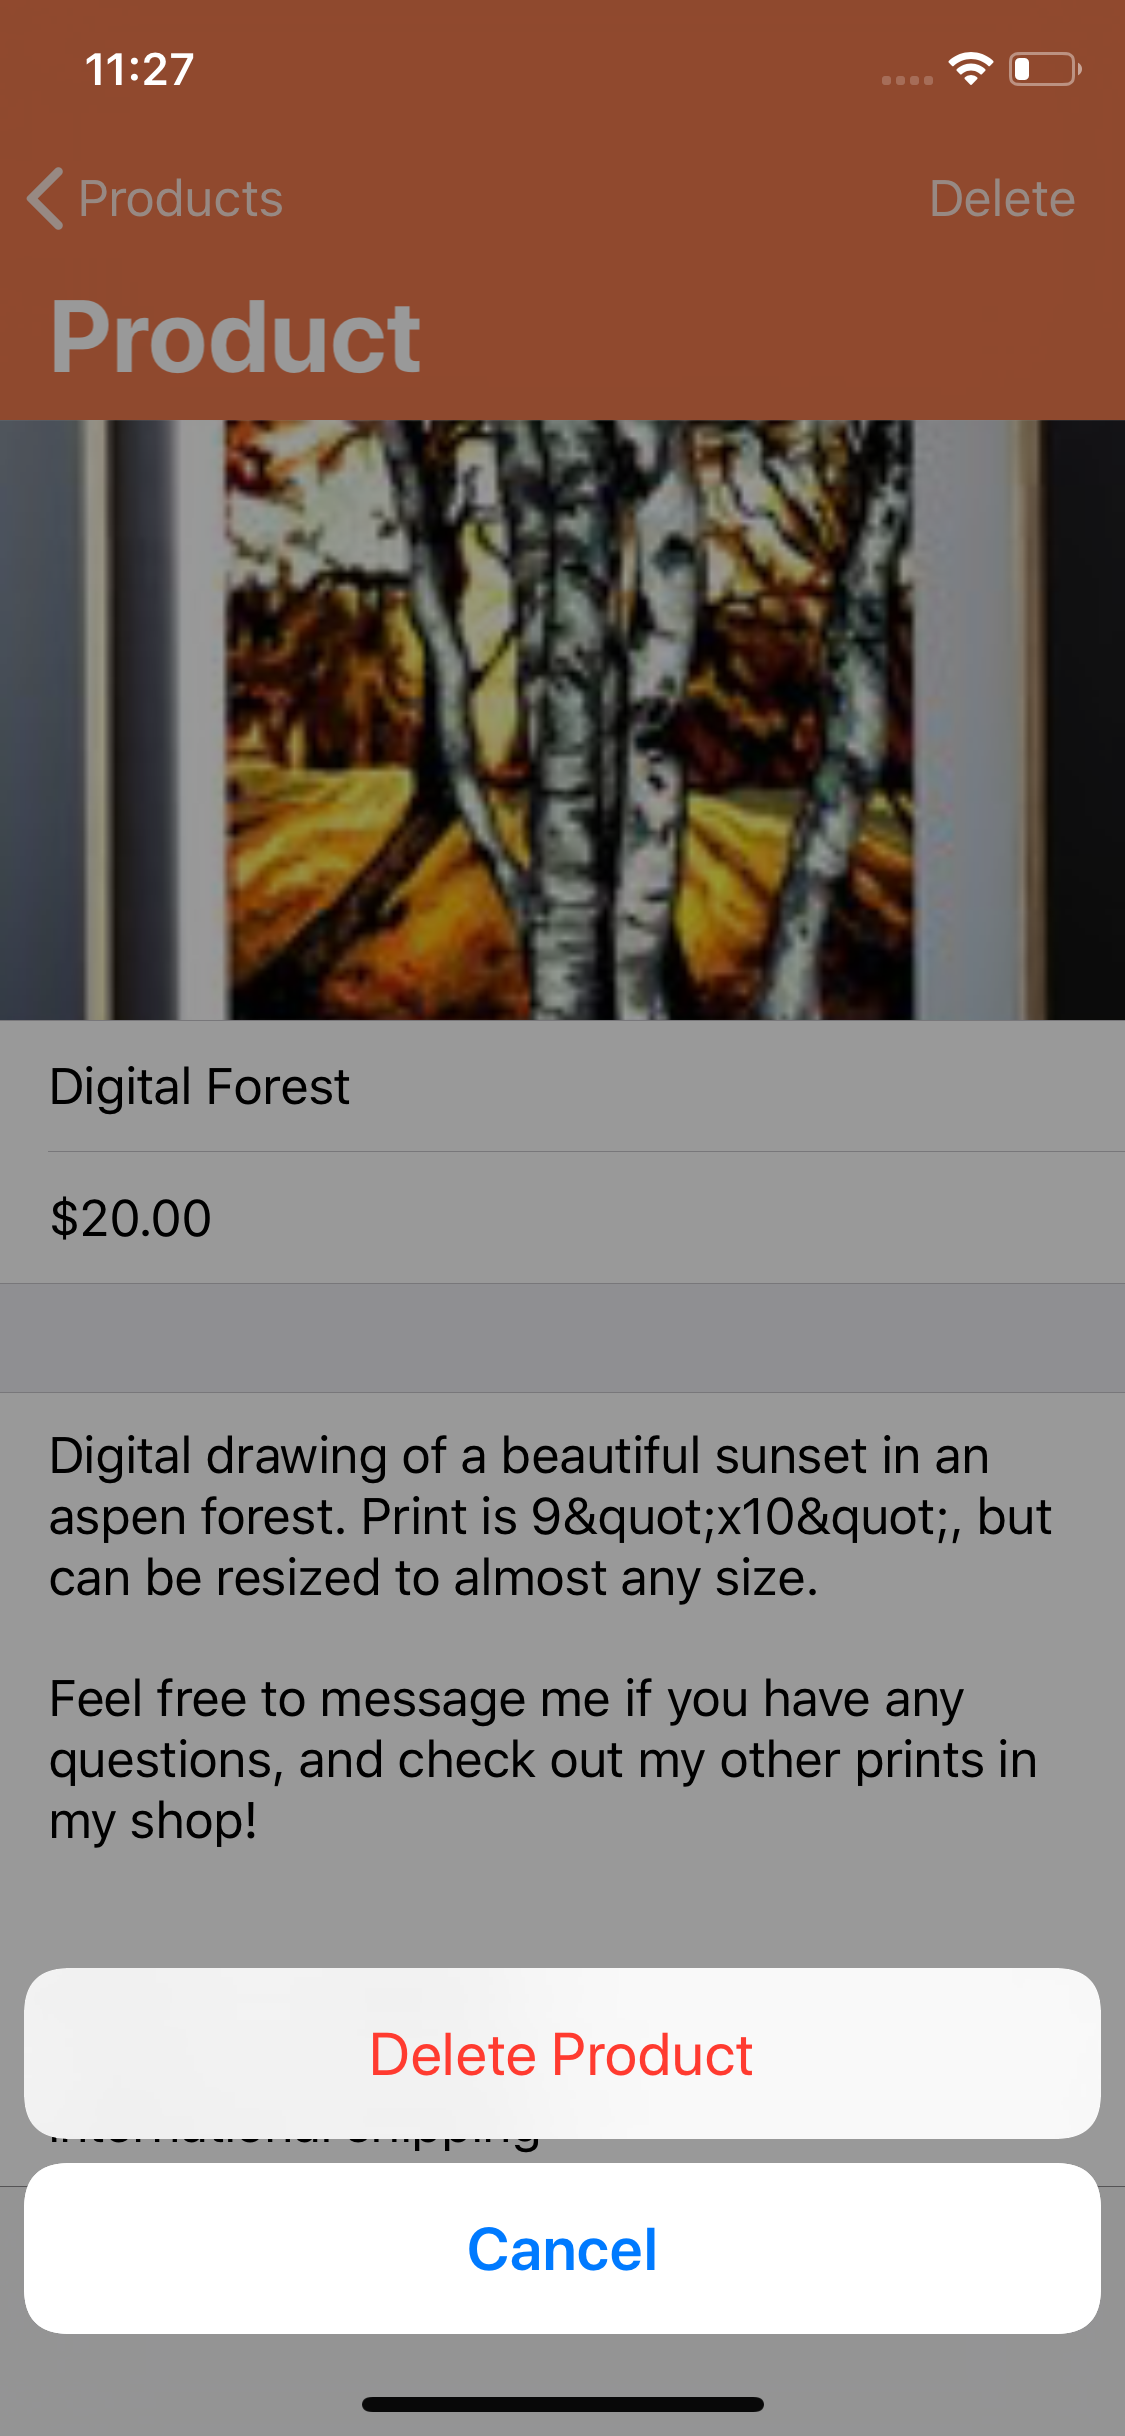 11:27
Products
Delete
Product
Digital Forest
$20.00
Digital drawing of a beautiful sunset in an
aspen forest. Print is 9&quot;x10&quot;, but
can be resized to almost any size.
Feel free to message me if you have any
questions, and check out my other prints in
my shop!
Delete Product
International shipping
Cancel